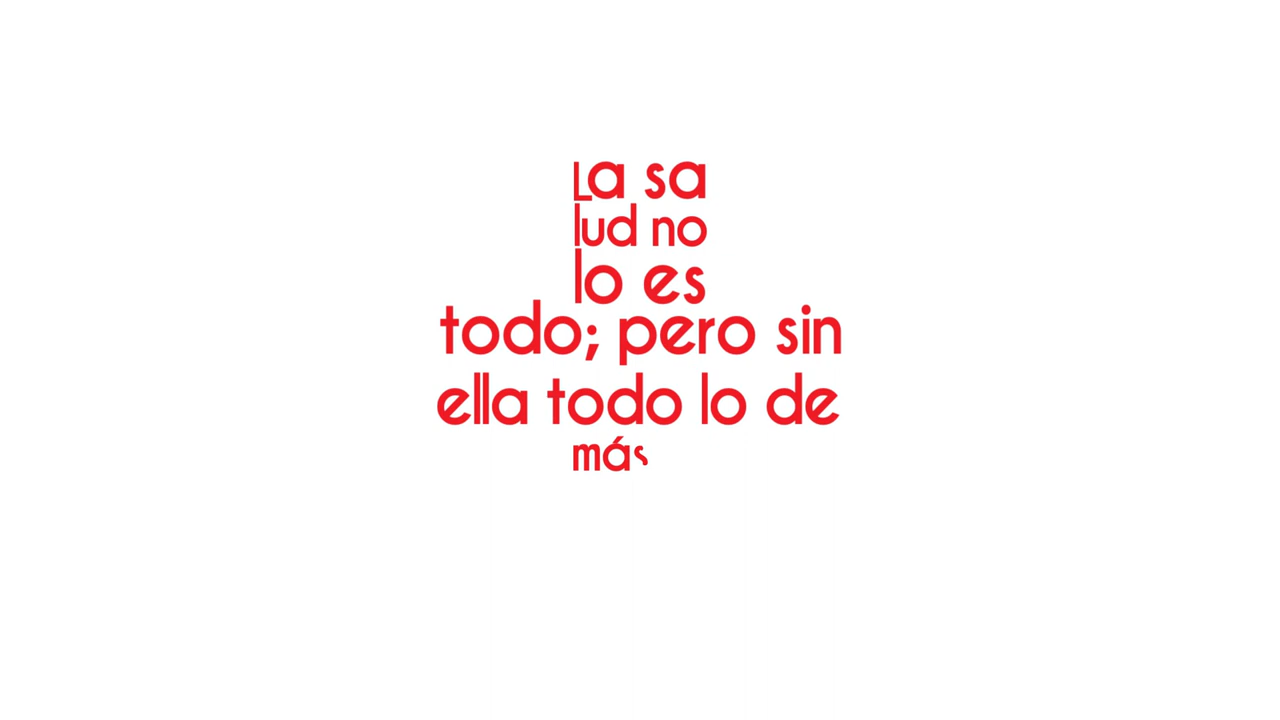 La sa
lud no
lo es
todo; pero sin
ella todo lo de
más